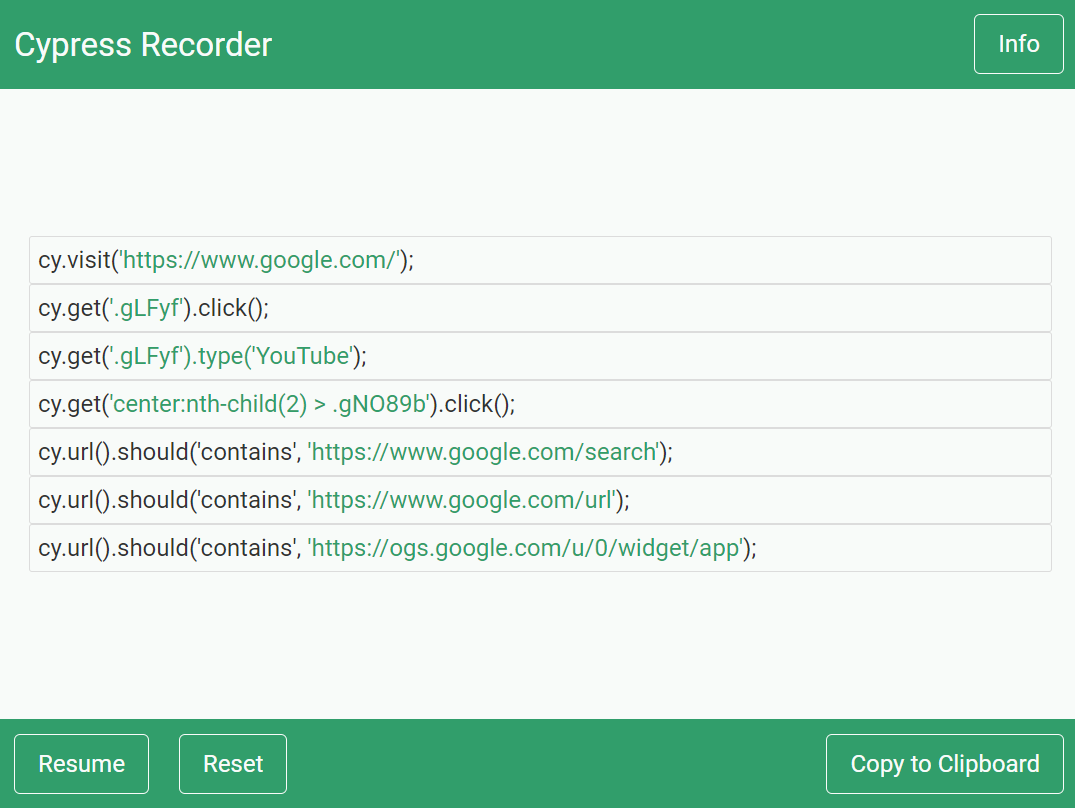 Cypress Recorder
Info
cy.visit('https://www.google.com/');
cy.get('.gLFyf').click();
cy.get('.gLFyf').type('YouTube');
cy.get('center:nth-child(2) > .gNO89b').click();
cy.url().should('contains', 'https://www.google.com/search');
cy.url().should('contains', 'https://www.google.com/url');
cy.url().should('contains', 'https://ogs.google.com/u/0/widget/app');
Resume
Reset
Copy to Clipboard